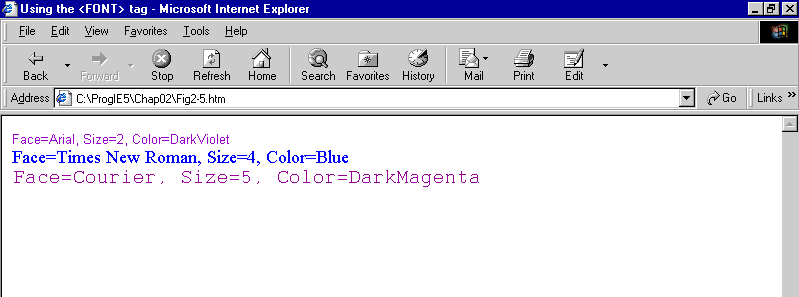 Using the <FONT> tag - Microsoft Internet Explorer
File Edit View Favorites Tools Help
Back Forward Stop Refresh Home Search Favorites History Mail Print Edit
Address C:\ProgIE5\Chap02\Fig2-5.htm Go Links »
Face=Arial, Size=2, Color=DarkViolet
Face=Times New Roman, Size=4, Color=Blue
Face=Courier, Size=5, Color=DarkMagenta